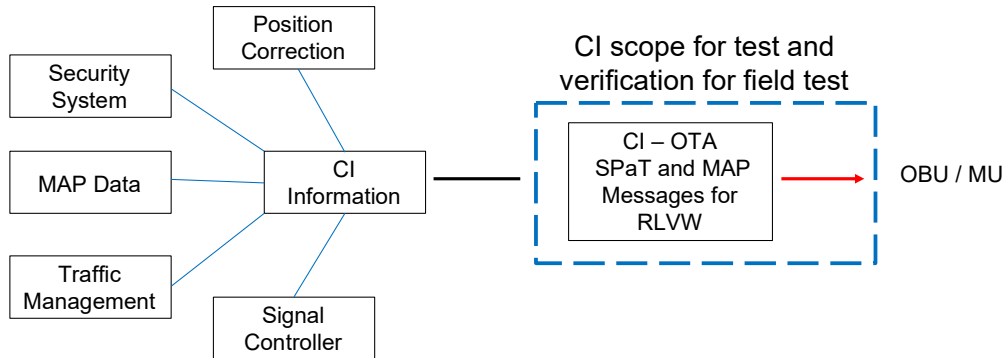 Position
Correction
Security
System
MAP Data
Traffic
Management
Signal
Controller
CI
Information
CI scope for test and
verification for field test
CI – OTA
SPaT and MAP
Messages for
RLVW
OBU / MU